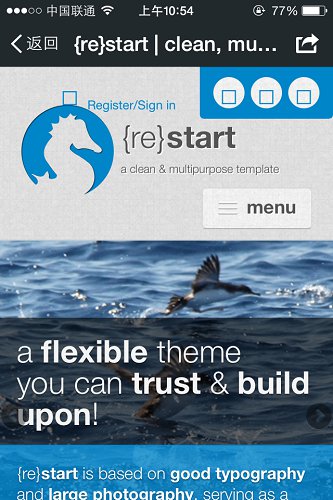 中国联通 上午10:54 77%
返回 {re}start | clean, mu...
Register/Sign in
{re}start
a clean & multipurpose template
menu
a flexible theme
you can trust & build
upon!
{re}start is based on good typography
and large photography, serving as a